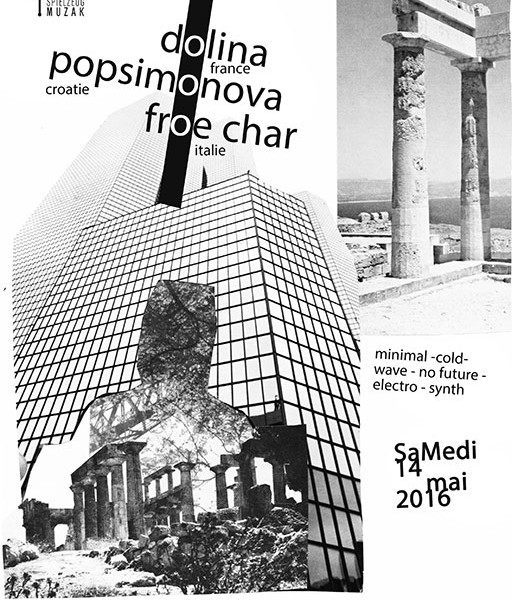 SPIELZEUG
MUZAK
dolina
france
popsimonova
croatie
froe char
italie
minimal -cold-
wave - no future -
electro - synth
SaMedi
14
mai
2016